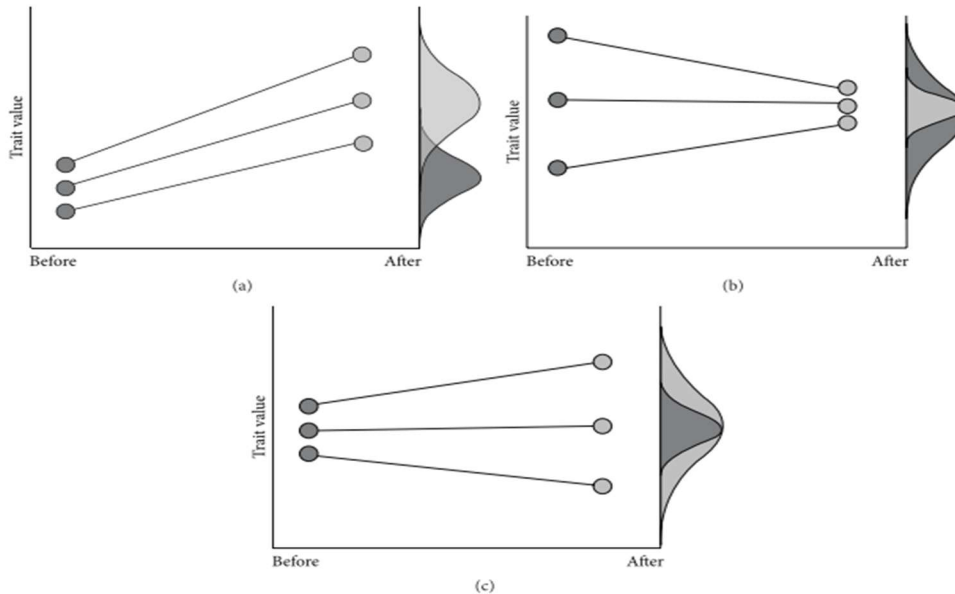 Trait value
Before
After
(a)
Trait value
Before
After
(b)
Trait value
Before
After
(c)